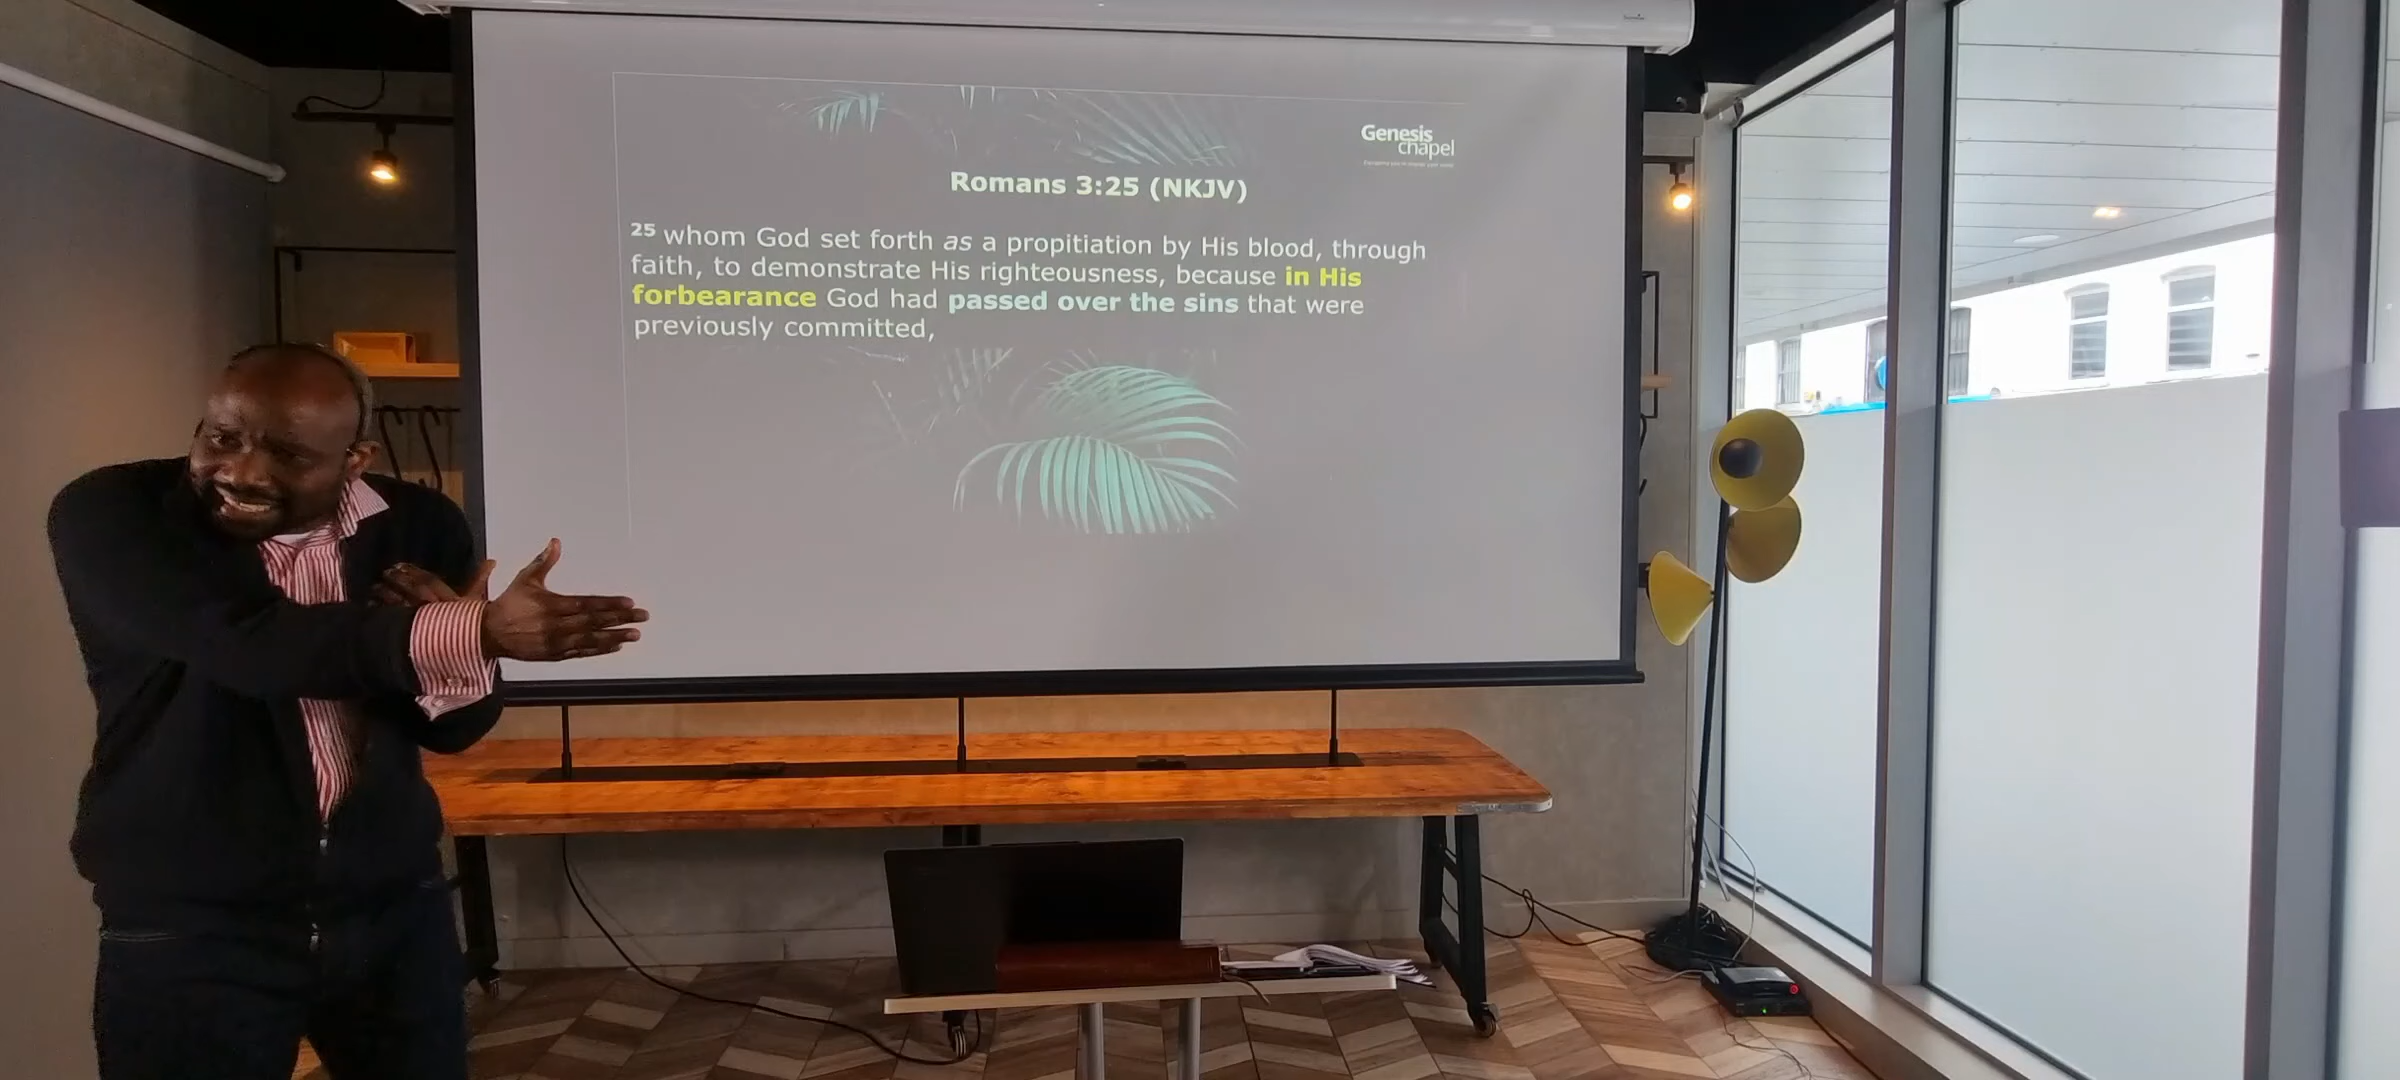 Genesis
chapel
Romans 3:25 (NKJV)
25 whom God set forth as a propitiation by His blood, through
faith, to demonstrate His righteousness, because in His
forbearance God had passed over the sins that were
previously committed,